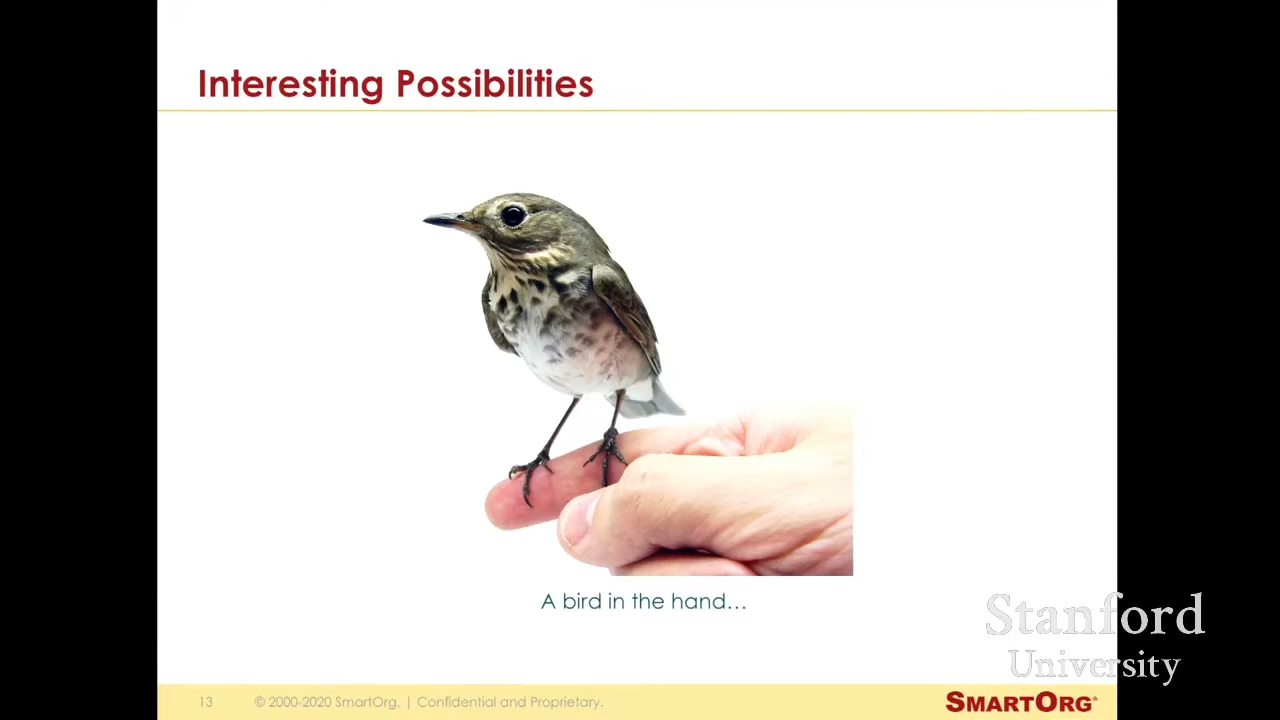 Interesting Possibilities
A bird in the hand…
Stanford
University
13 © 2000-2020 SmartOrg. | Confidential and Proprietary.
SMARTORG®